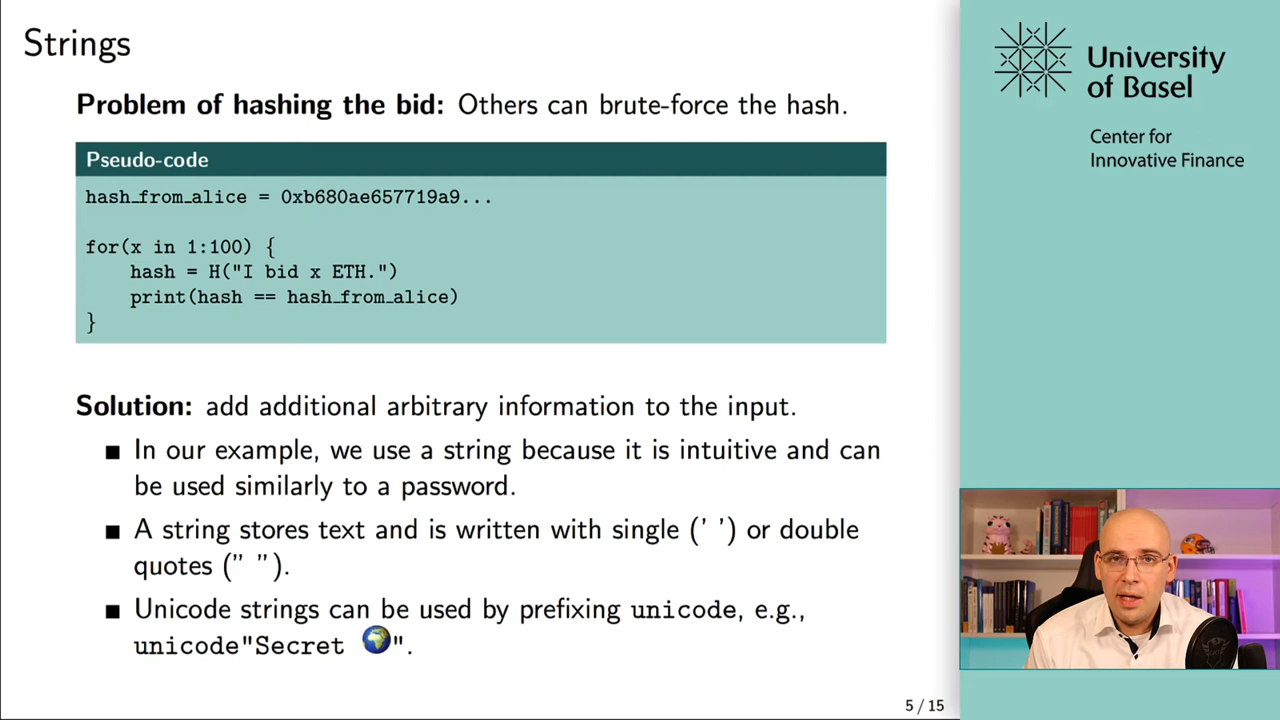 Strings
Problem of hashing the bid: Others can brute-force the hash.
Pseudo-code
hash_from_alice = 0xb680ae657719a9...
for(x in 1:100) {
hash = H("I bid x ETH.")
print(hash == hash_from_alice)
}
Solution: add additional arbitrary information to the input.
■ In our example, we use a string because it is intuitive and can
be used similarly to a password.
■ A string stores text and is written with single (’ ’) or double
quotes (” ”).
■ Unicode strings can be used by prefixing unicode, e.g.,
unicode"Secret 🌍".
5 / 15
University
of Basel
Center for
Innovative Finance